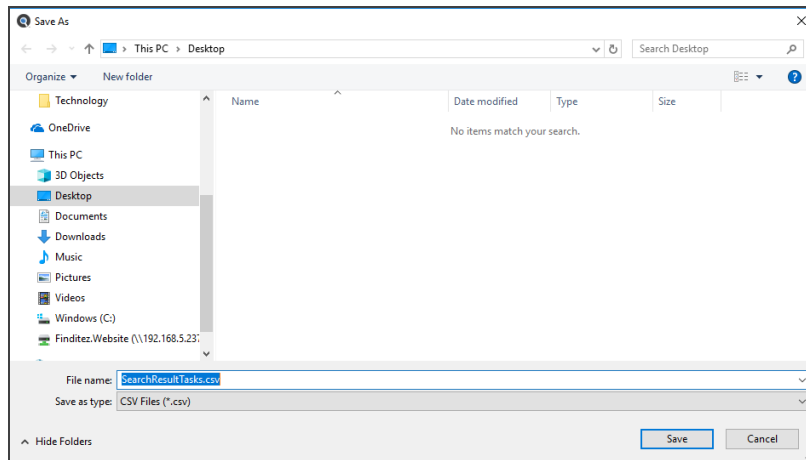 Save As
This PC > Desktop
Search Desktop
Organize
New folder
Name
Date modified
Type
Size
No items match your search.
Technology
OneDrive
This PC
3D Objects
Desktop
Documents
Downloads
Music
Pictures
Videos
Windows (C:)
Finditez.Website (\\192.168.5.237
File name: SearchResultTasks.csv
Save as type: CSV Files (*.csv)
Hide Folders
Save
Cancel